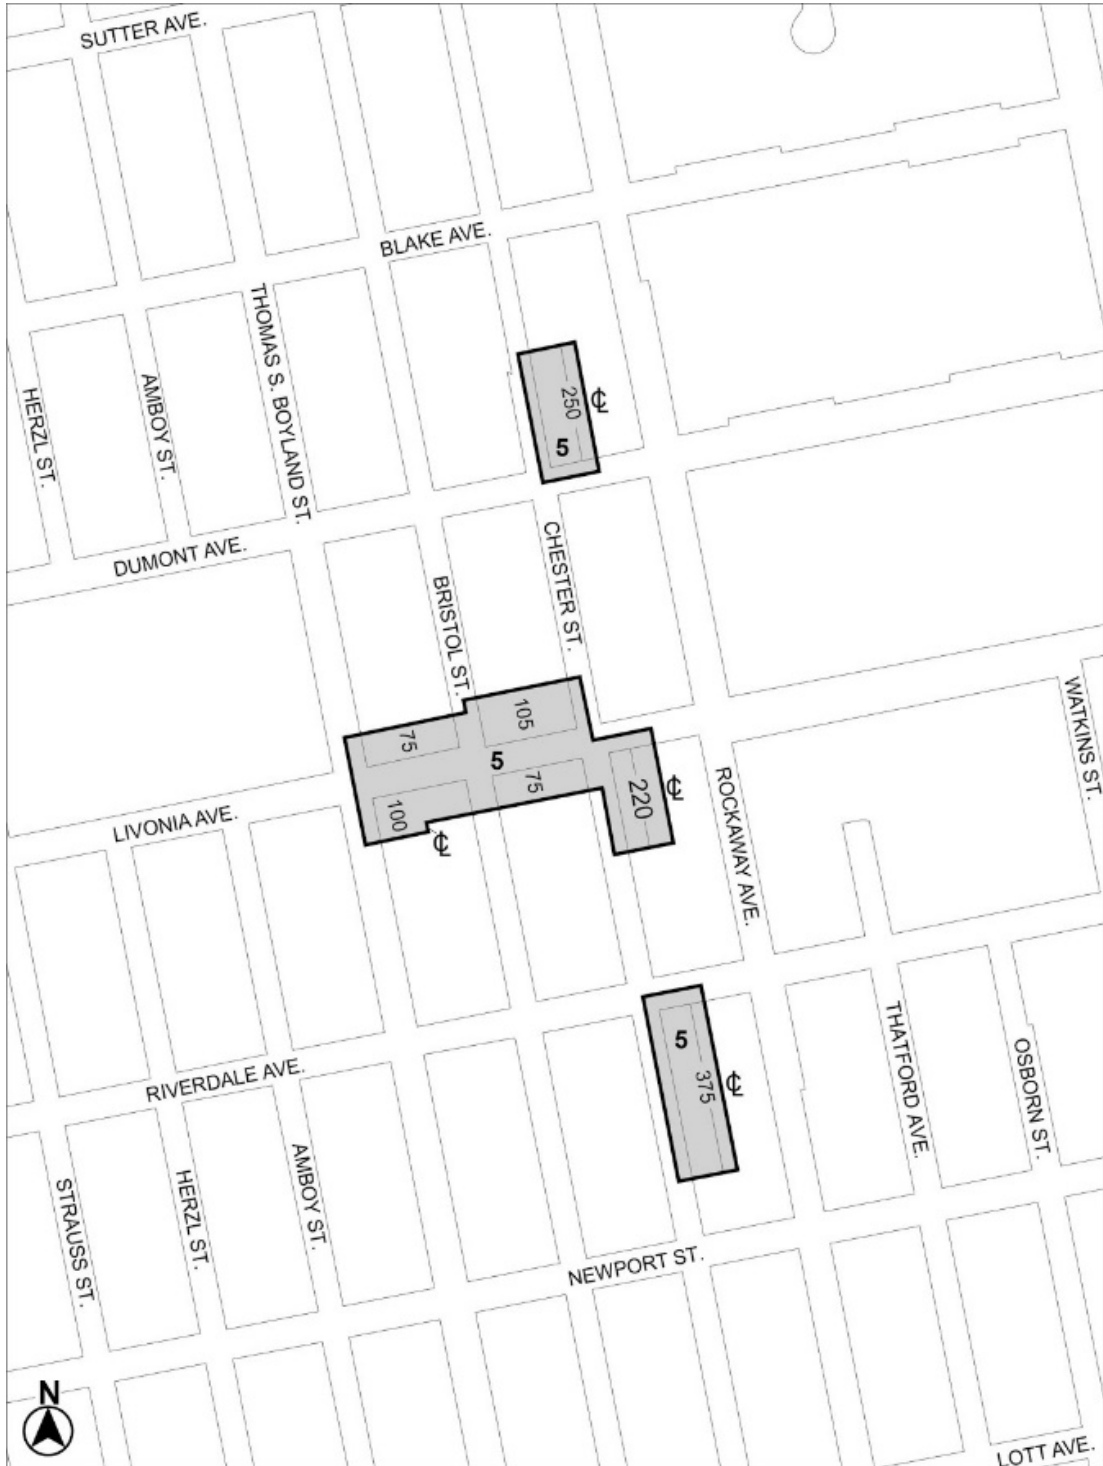 SUTTER AVE.
BLAKE AVE.
THOMAS S. BOYLAND ST.
HERZL ST.
AMBOY ST.
250
℄
5
DUMONT AVE.
CHESTER ST.
BRISTOL ST.
WATKINS ST.
105
75
5
75
220
℄
100
℄
LIVONIA AVE.
ROCKAWAY AVE.
THATFORD AVE.
OSBORN ST.
5
375
℄
RIVERDALE AVE.
AMBOY ST.
HERZL ST.
STRAUSS ST.
NEWPORT ST.
N
LOTT AVE.